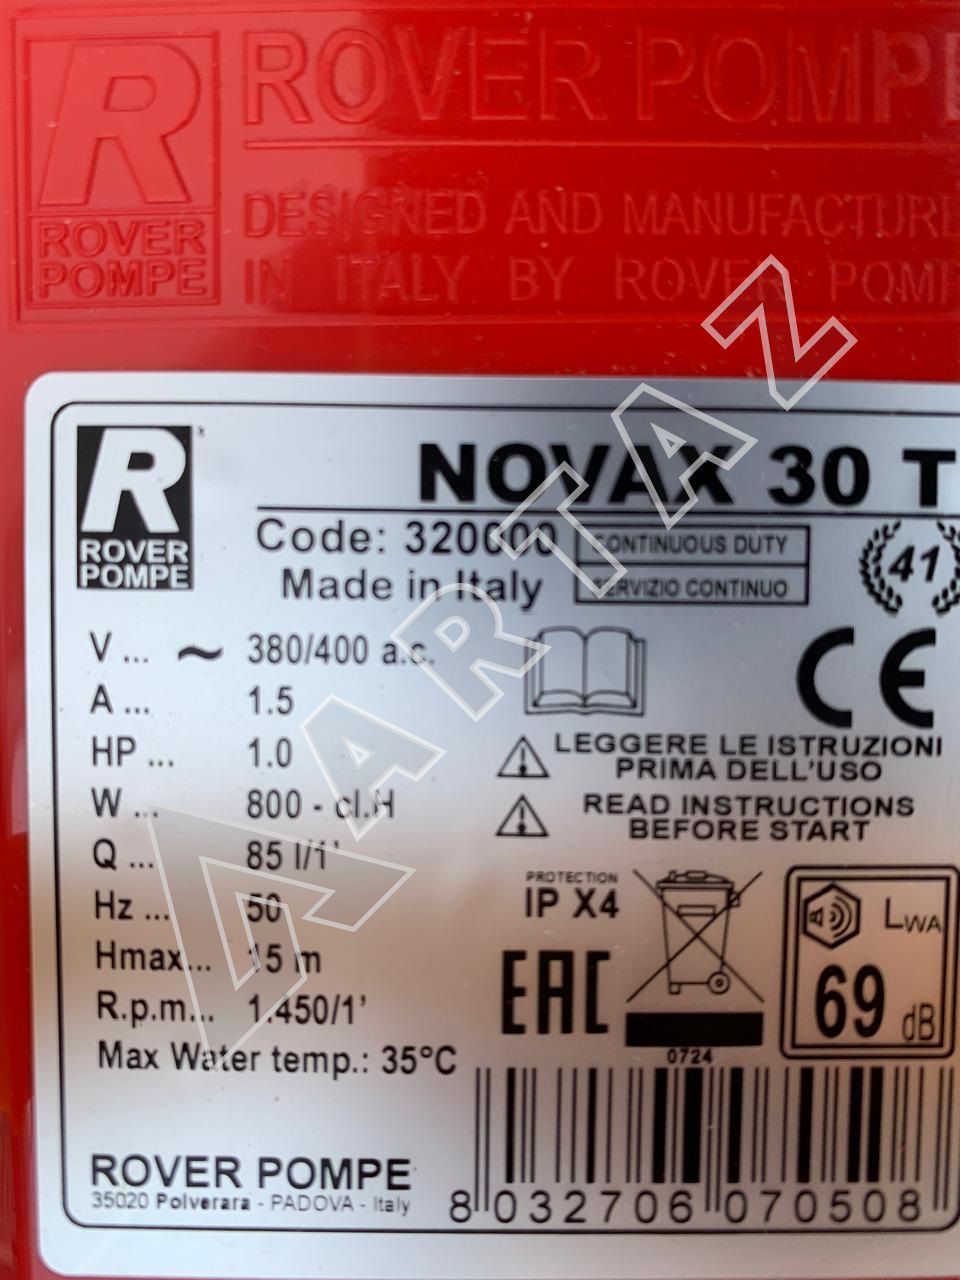 R
ROVER POMPE
ROVER
POMPE
DESIGNED AND MANUFACTURE
IN ITALY BY ROVER POMP
R
ROVER
POMPE
NOVAX 30 T
Code: 320000
CONTINUOUS DUTY
SERVIZIO CONTINUO
41
Made in Italy
V ... ~ 380/400 a.c.
A ... 1.5
HP ... 1.0
W ... 800 - cl.H
Q ... 85 l/1'
Hz ... 50
Hmax... 15 m
R.p.m... 1.450/1'
Max Water temp.: 35°C
CE
LEGGERE LE ISTRUZIONI
PRIMA DELL'USO
READ INSTRUCTIONS
BEFORE START
PROTECTION
IP X4
EAC
0724
LWA
69 dB
ROVER POMPE
35020 Polverara - PADOVA - Italy
8 032706 070508
AARTAZ